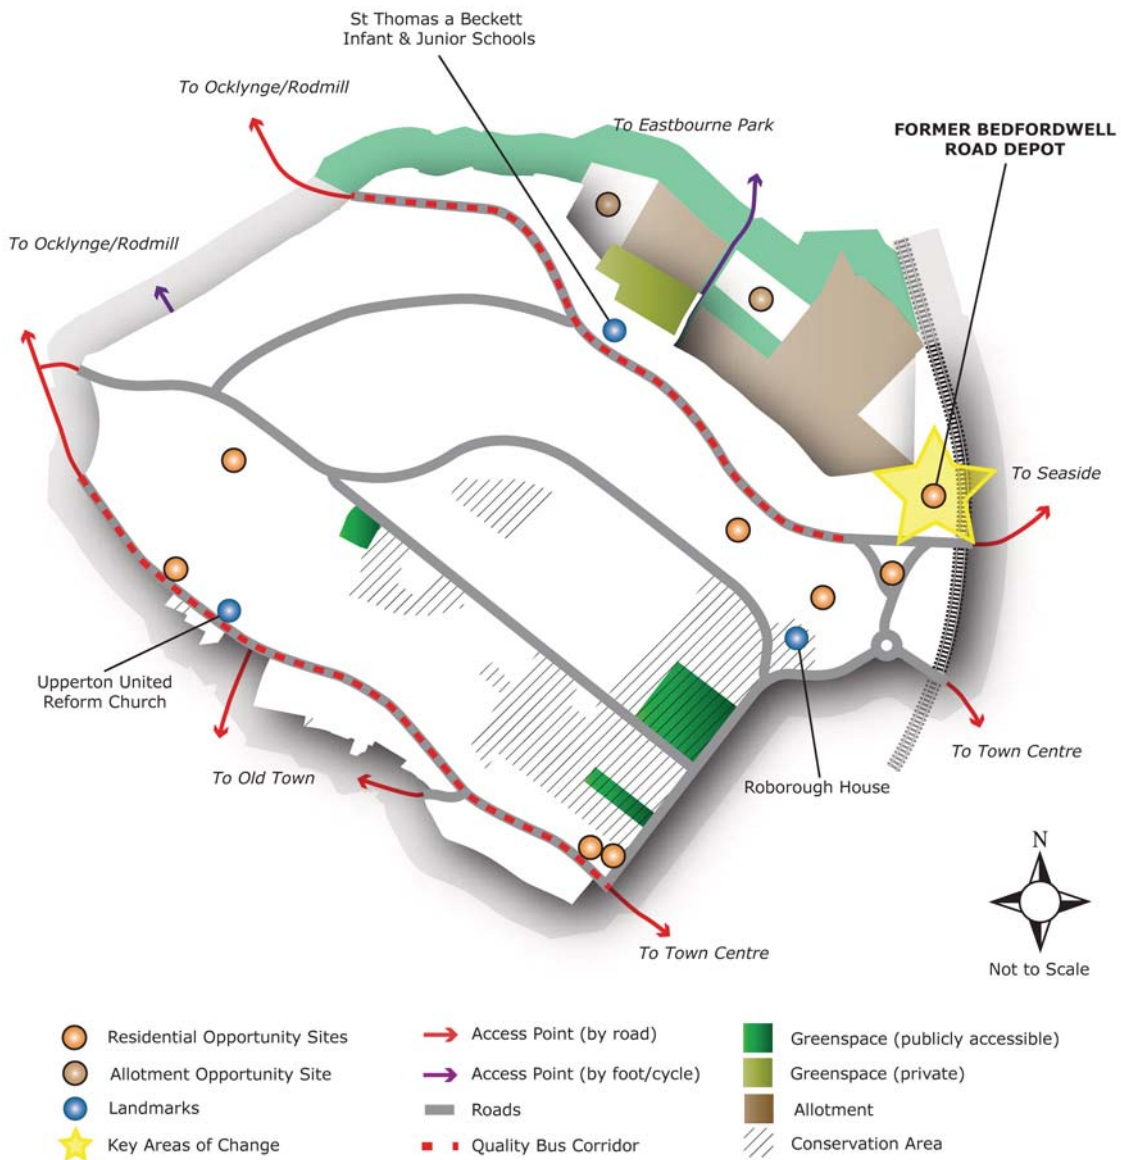 St Thomas a Beckett
Infant & Junior Schools
To Ocklynge/Rodmill
To Eastbourne Park
FORMER BEDFORDWELL
ROAD DEPOT
To Ocklynge/Rodmill
To Seaside
Upperton United
Reform Church
To Old Town
To Town Centre
Roborough House
N
To Town Centre
Not to Scale
Residential Opportunity Sites
Allotment Opportunity Site
Landmarks
Key Areas of Change
Access Point (by road)
Access Point (by foot/cycle)
Roads
Quality Bus Corridor
Greenspace (publicly accessible)
Greenspace (private)
Allotment
Conservation Area